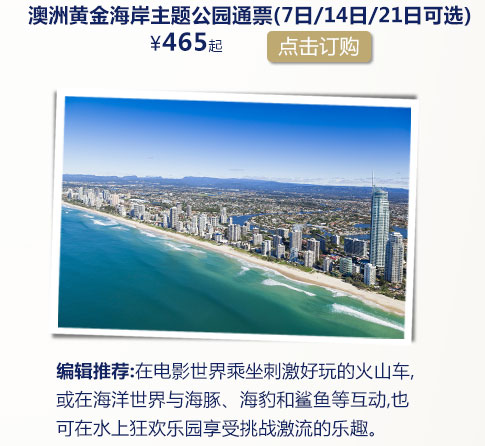 澳洲黄金海岸主题公园通票(7日/14日/21日可选)
¥465起 点击订购
编辑推荐:在电影世界乘坐刺激好玩的火山车,
或在海洋世界与海豚、海豹和鲨鱼等互动,也
可在水上狂欢乐园享受挑战激流的乐趣。